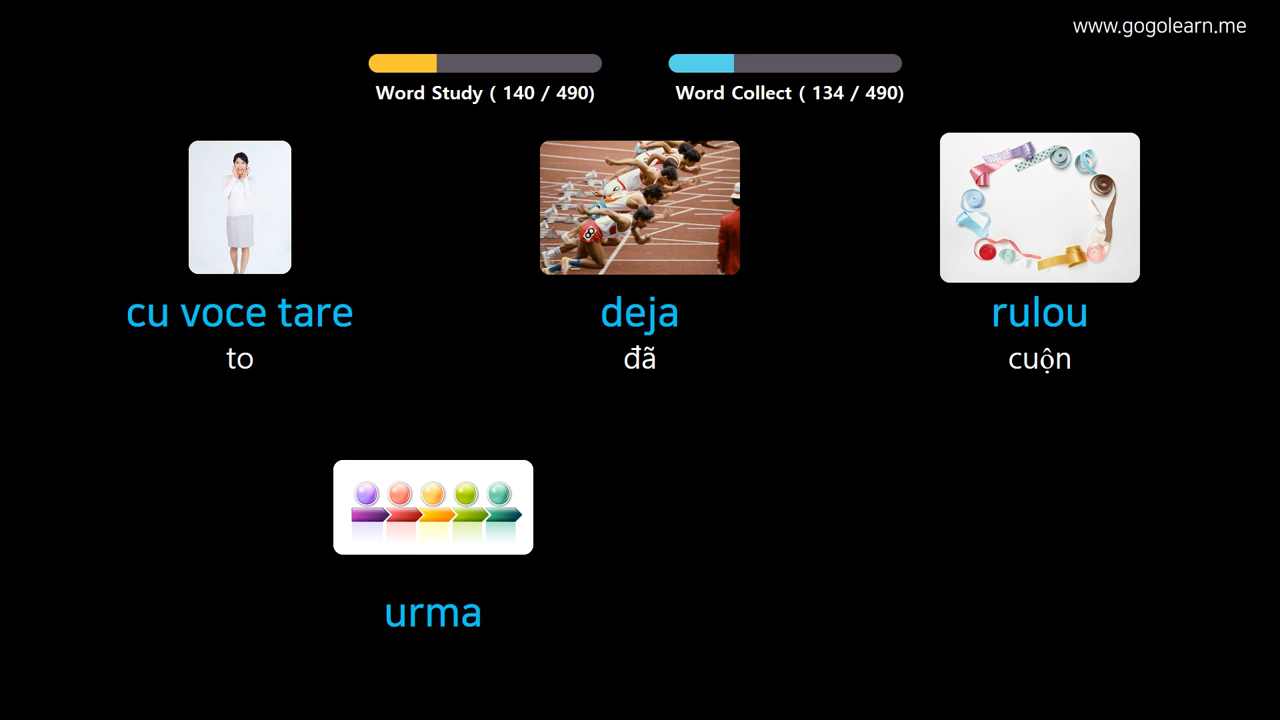 www.gogolearn.me
Word Study ( 140 / 490)
Word Collect ( 134 / 490)
cu voce tare
to
deja
đã
rulou
cuộn
urma